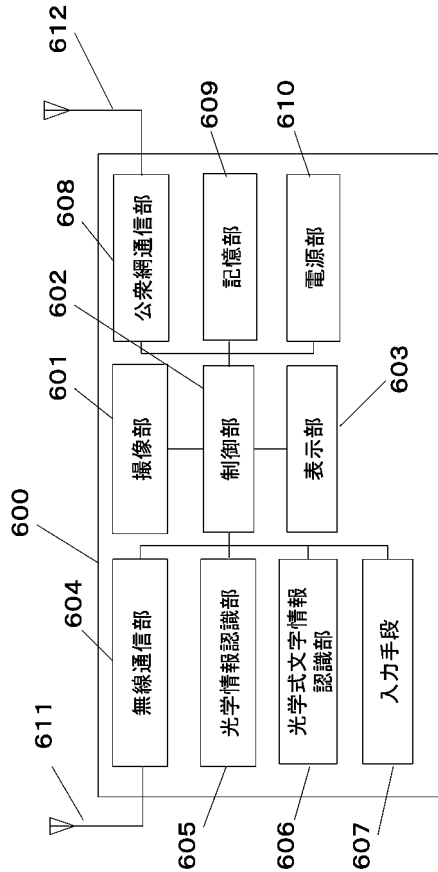 600
611
604
601
602
608
612
無線通信部
撮像部
公衆網通信部
光学情報認識部
制御部
記憶部
609
光学式文字情報
認識部
表示部
電源部
610
入力手段
605
606
607
603